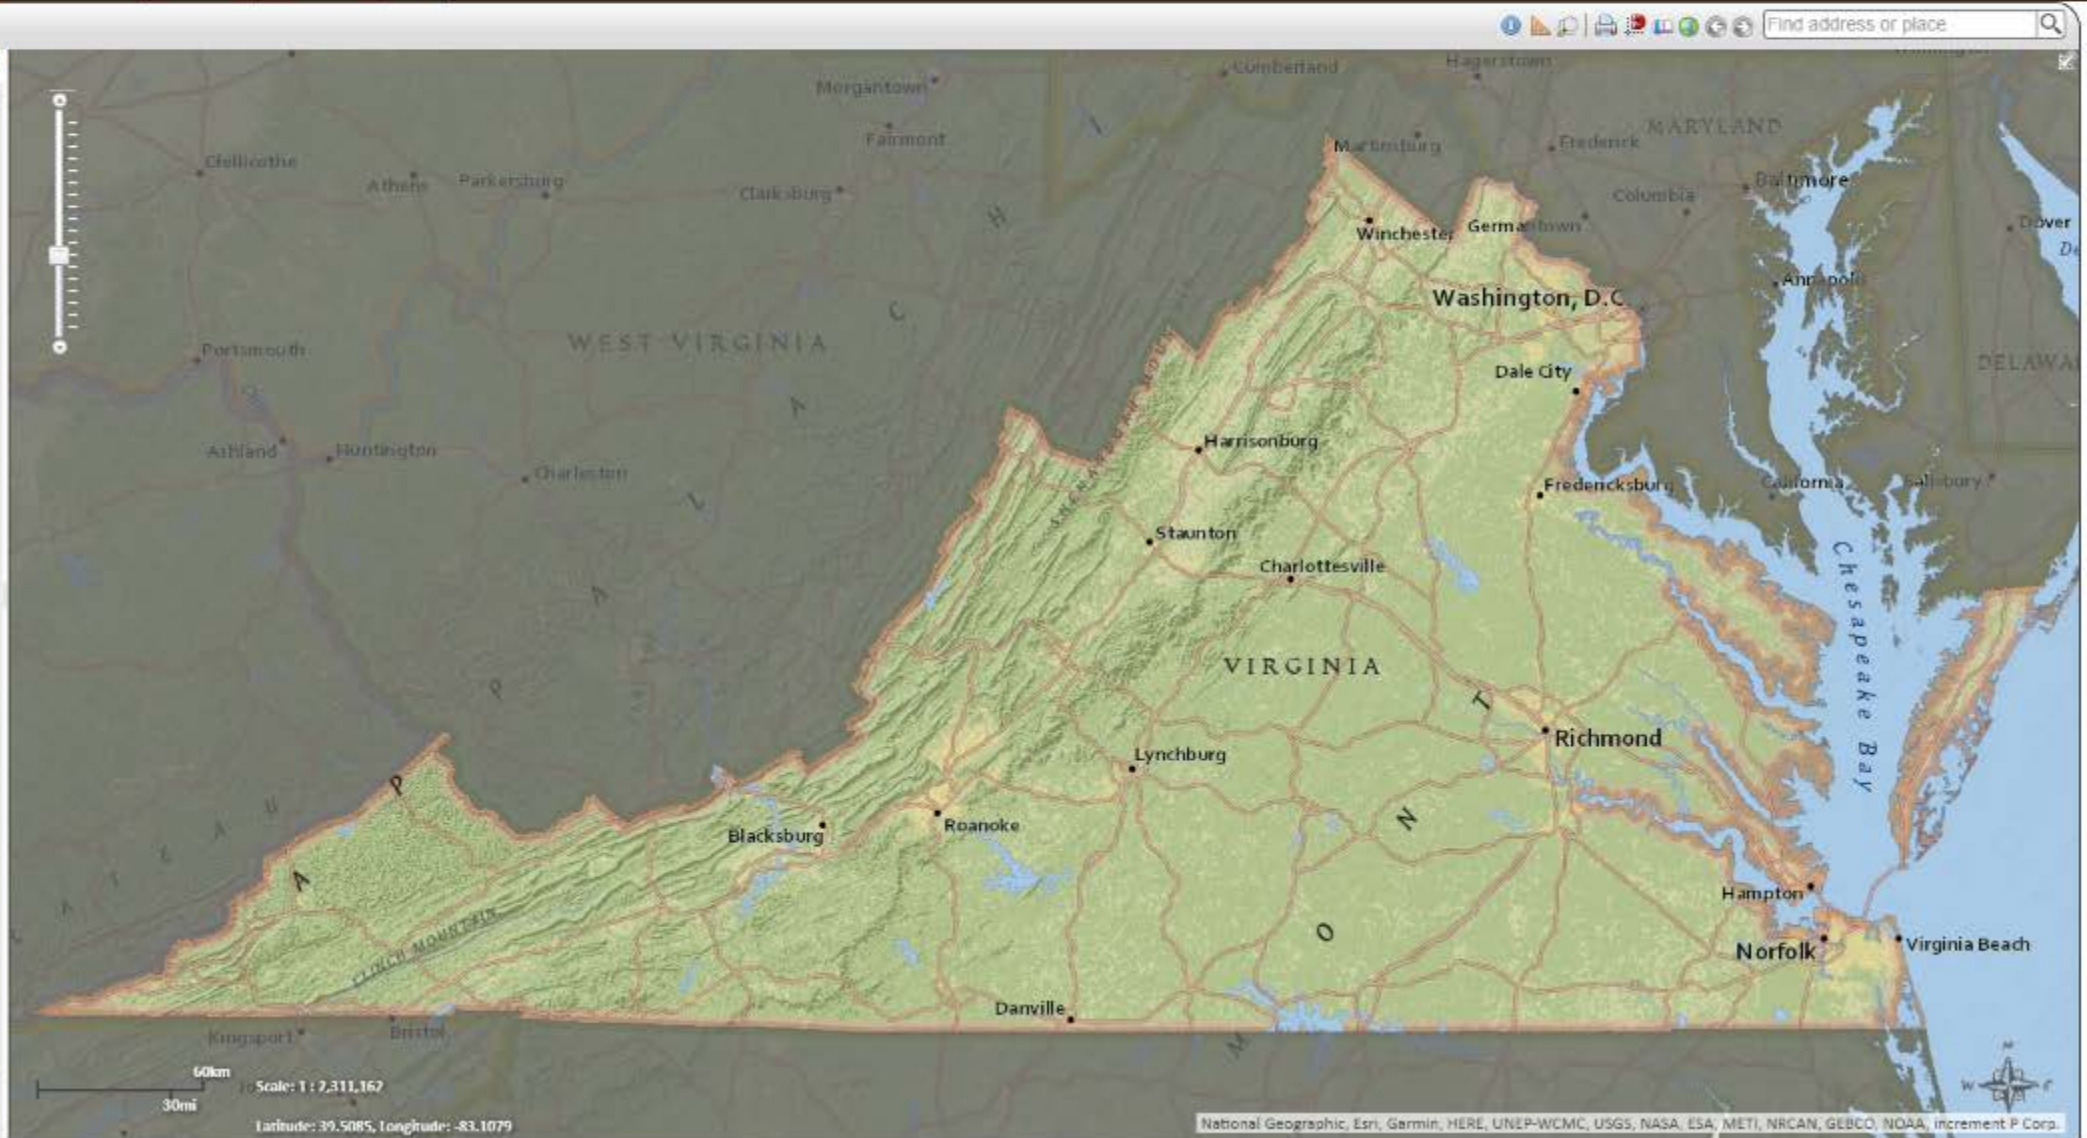 Find address or place
Cumberland
Hagerstown
Morgantown
Fairmont
MARYLAND
Martinsburg
Frederick
Chillicothe
Athens
Parkersburg
Clarksburg
Columbia
Baltimore
H
Winchester
Germantown
Dover
De
Annapolis
Washington, D.C.
C
WEST VIRGINIA
Portsmouth
DELAWA
Dale City
A
Ashland
Huntington
Harrisonburg
Charleston
Fredericksburg
California
Salisbury
L
Staunton
Charlottesville
Chesapeake Bay
A
VIRGINIA
P
T
Richmond
Lynchburg
P
Blacksburg
Roanoke
N
A
Hampton
CLINCH MOUNTAIN
O
Norfolk
Virginia Beach
Danville
Kingsport
Bristol
M
N
W
E
60km
Scale: 1 : 2,311,162
30mi
Latitude: 39.5085, Longitude: -83.1079
National Geographic, Esri, Garmin, HERE, UNEP-WCMC, USGS, NASA, ESA, METI, NRCAN, GEBCO, NOAA, increment P Corp.